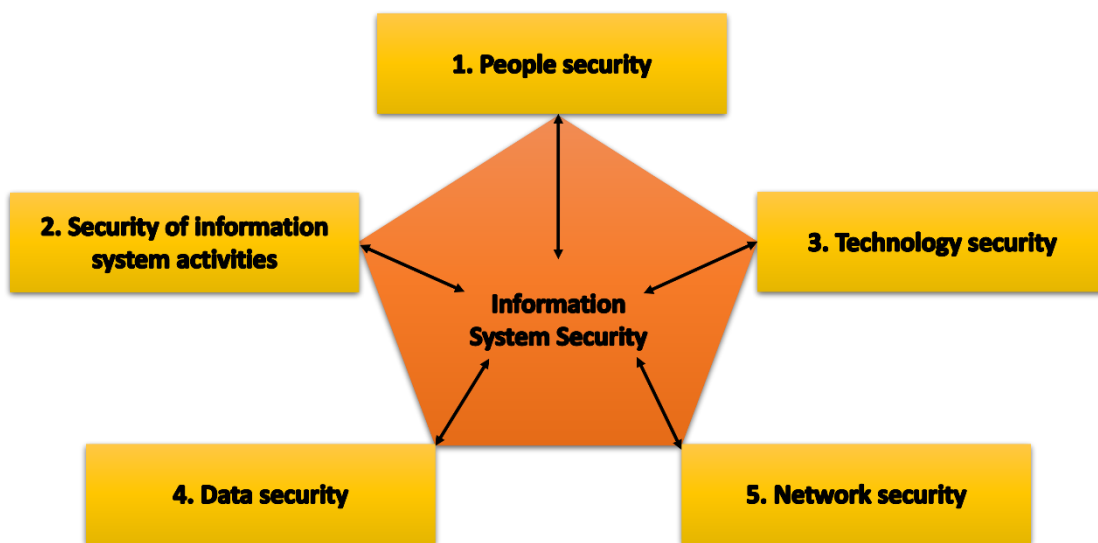 1. People security
2. Security of information
system activities
3. Technology security
Information
System Security
4. Data security
5. Network security